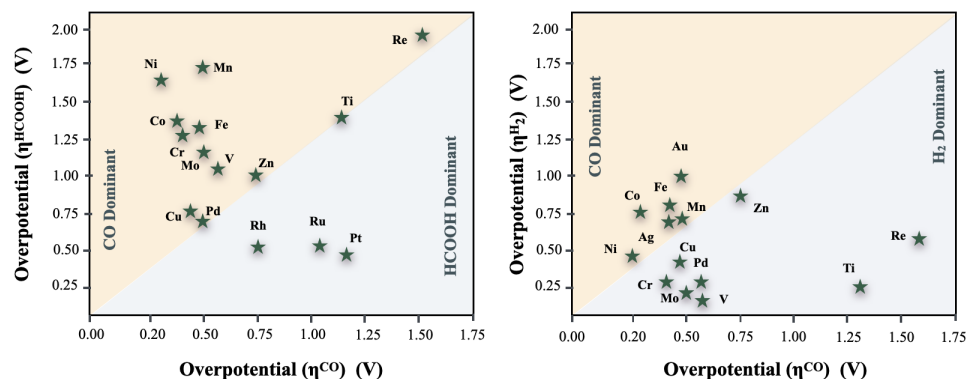 Overpotential (η^HCOOH) (V)
2.00
1.75
1.50
1.25
1.00
0.75
0.50
0.25
0.00
0.20
0.50
0.75
1.00
1.25
1.50
1.75
Overpotential (η^CO) (V)
CO Dominant
HCOOH Dominant
Re
Ni
Mn
Ti
Co
Fe
Cr
Mo
V
Zn
Cu
Pd
Rh
Ru
Pt
Overpotential (η^H₂) (V)
2.00
1.75
1.50
1.25
1.00
0.75
0.50
0.25
0.00
0.25
0.50
0.75
1.00
1.25
1.50
1.75
Overpotential (η^CO) (V)
CO Dominant
H₂ Dominant
Au
Fe
Co
Mn
Zn
Ag
Ni
Cu
Re
Pd
Cr
Ti
Mo
V